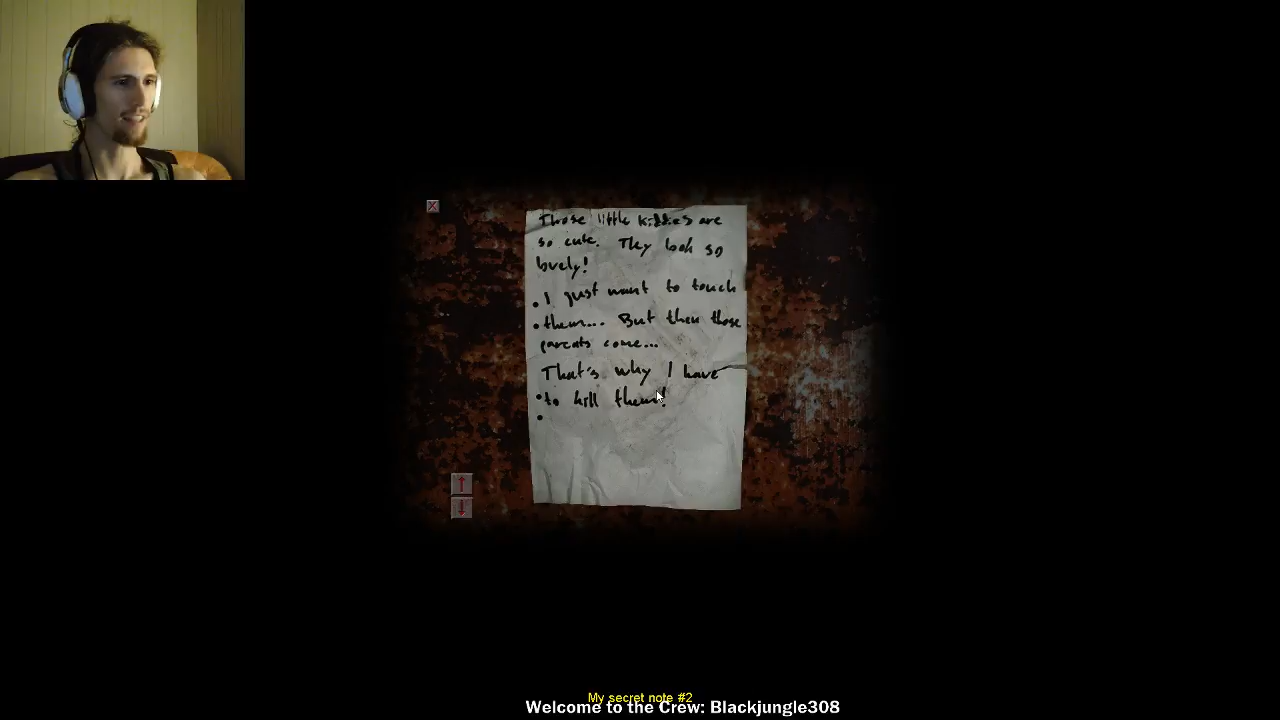 Those little kitties are
so cute. They look so
lovely!
I just want to touch
them... But then those
parents come...
That's why I have
to kill them!
My secret note #2
Welcome to the Crew: Blackjungle308